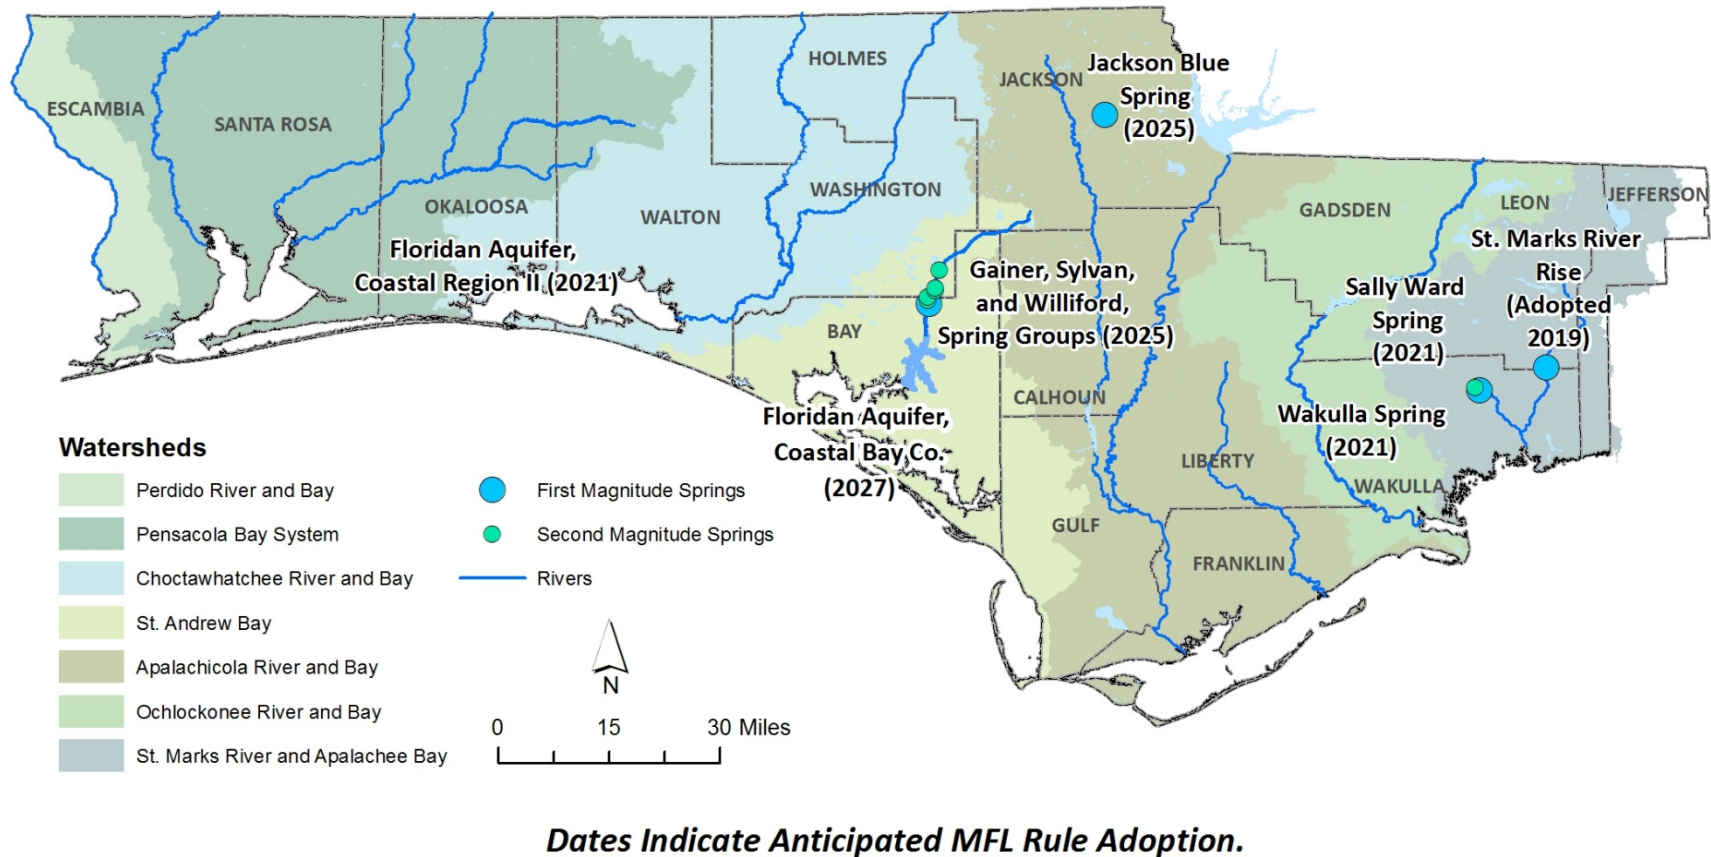 HOLMES
JACKSON
Jackson Blue
Spring
(2025)
ESCAMBIA
SANTA ROSA
WASHINGTON
OKALOOSA
WALTON
GADSDEN
LEON
JEFFERSON
Floridan Aquifer,
Coastal Region II (2021)
Gainer, Sylvan,
and Williford,
Spring Groups (2025)
St. Marks River
Rise
(Adopted
2019)
Sally Ward
Spring
(2021)
BAY
CALHOUN
Floridan Aquifer,
Coastal Bay Co.
(2027)
Wakulla Spring
(2021)
LIBERTY
WAKULLA
GULF
FRANKLIN
Watersheds
Perdido River and Bay
Pensacola Bay System
Choctawhatchee River and Bay
St. Andrew Bay
Apalachicola River and Bay
Ochlockonee River and Bay
St. Marks River and Apalachee Bay
First Magnitude Springs
Second Magnitude Springs
Rivers
N
0 15 30 Miles
Dates Indicate Anticipated MFL Rule Adoption.